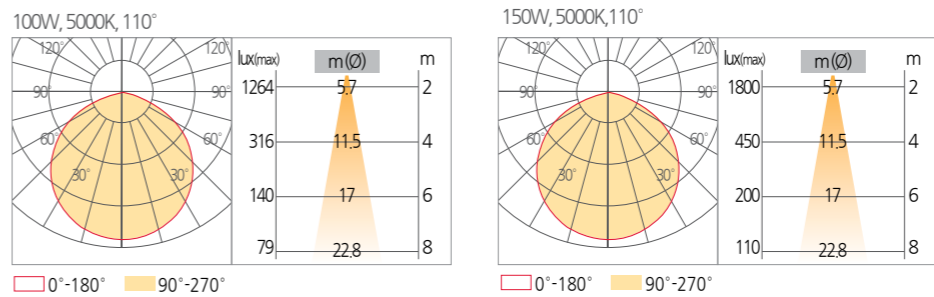 100W, 5000K, 110°
120° 120°
90° 90°
60° 60°
30° 30°
lux(max) m(Ø) m
1264 5.7 2
316 11.5 4
140 17 6
79 22.8 8
0°-180° 90°-270°
150W, 5000K,110°
120° 120°
90° 90°
60° 60°
30° 30°
lux(max) m(Ø) m
1800 5.7 2
450 11.5 4
200 17 6
110 22.8 8
0°-180° 90°-270°